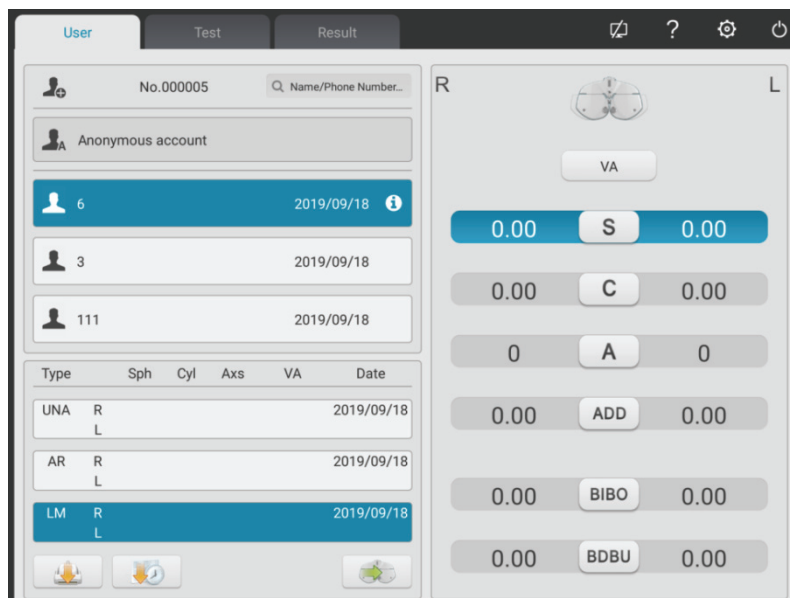 User Test Result ?
No.000005 Name/Phone Number...
A Anonymous account
6 2019/09/18 i
3 2019/09/18
111 2019/09/18
Type Sph Cyl Axs VA Date
UNA R 2019/09/18
L
AR R 2019/09/18
L
LM R 2019/09/18
L
R L
VA
0.00 S 0.00
0.00 C 0.00
0 A 0
0.00 ADD 0.00
0.00 BIBO 0.00
0.00 BDBU 0.00